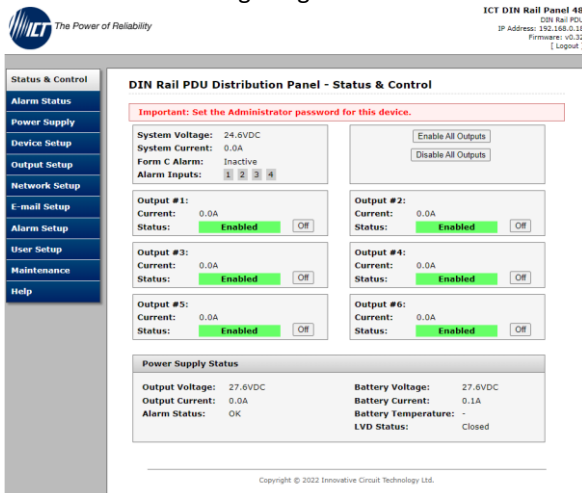 ICT DIN Rail Panel 48
DIN Rail PDU
ICT The Power of Reliability
IP Address: 192.168.0.18
Firmware: v0.32
[ Logout ]
Status & Control
Alarm Status
Power Supply
Device Setup
Output Setup
Network Setup
E-mail Setup
Alarm Setup
User Setup
Maintenance
Help
DIN Rail PDU Distribution Panel - Status & Control
Important: Set the Administrator password for this device.
System Voltage: 24.6VDC
System Current: 0.0A
Form C Alarm: Inactive
Alarm Inputs: 1 2 3 4
Enable All Outputs
Disable All Outputs
Output #1:
Current: 0.0A
Status: Enabled Off
Output #2:
Current: 0.0A
Status: Enabled Off
Output #3:
Current: 0.0A
Status: Enabled Off
Output #4:
Current: 0.0A
Status: Enabled Off
Output #5:
Current: 0.0A
Status: Enabled Off
Output #6:
Current: 0.0A
Status: Enabled Off
Power Supply Status
Output Voltage: 27.6VDC
Output Current: 0.0A
Alarm Status: OK
Battery Voltage: 27.6VDC
Battery Current: 0.1A
Battery Temperature: -
LVD Status: Closed
Copyright © 2022 Innovative Circuit Technology Ltd.